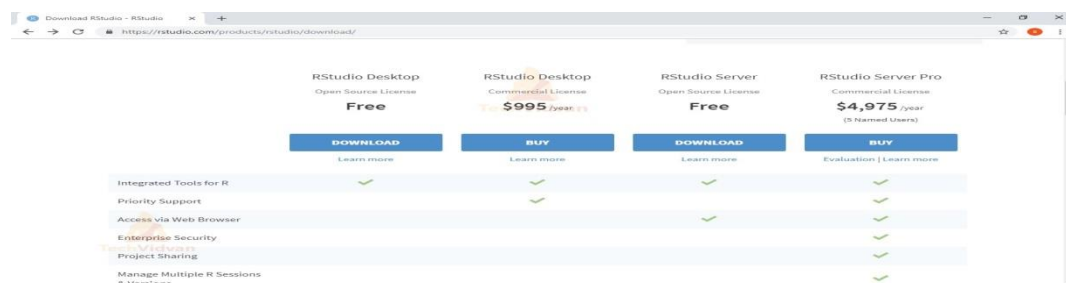 Download RStudio - RStudio
https://rstudio.com/products/rstudio/download/
RStudio Desktop
Open Source License
Free
DOWNLOAD
Learn more
RStudio Desktop
Commercial License
$995 /year
BUY
Learn more
RStudio Server
Open Source License
Free
DOWNLOAD
Learn more
RStudio Server Pro
Commercial License
$4,975 /year
(5 Named Users)
BUY
Evaluation | Learn more
Integrated Tools for R
Priority Support
Access via Web Browser
Enterprise Security
TechVidvan
Project Sharing
Manage Multiple R Sessions